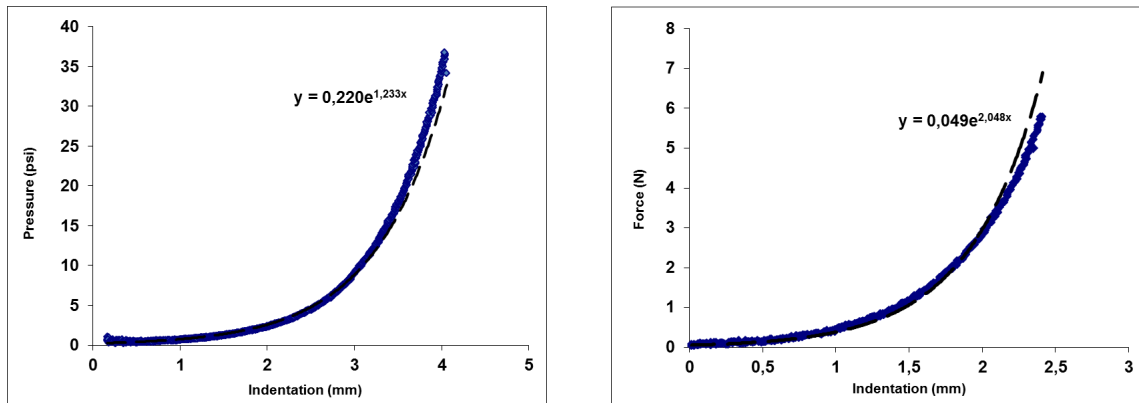 40
35
30
25
20
15
10
5
0
Pressure (psi)
y = 0,220e^1,233x
0 1 2 3 4 5
Indentation (mm)
8
7
6
5
4
3
2
1
0
Force (N)
y = 0,049e^2,048x
0 0,5 1 1,5 2 2,5 3
Indentation (mm)